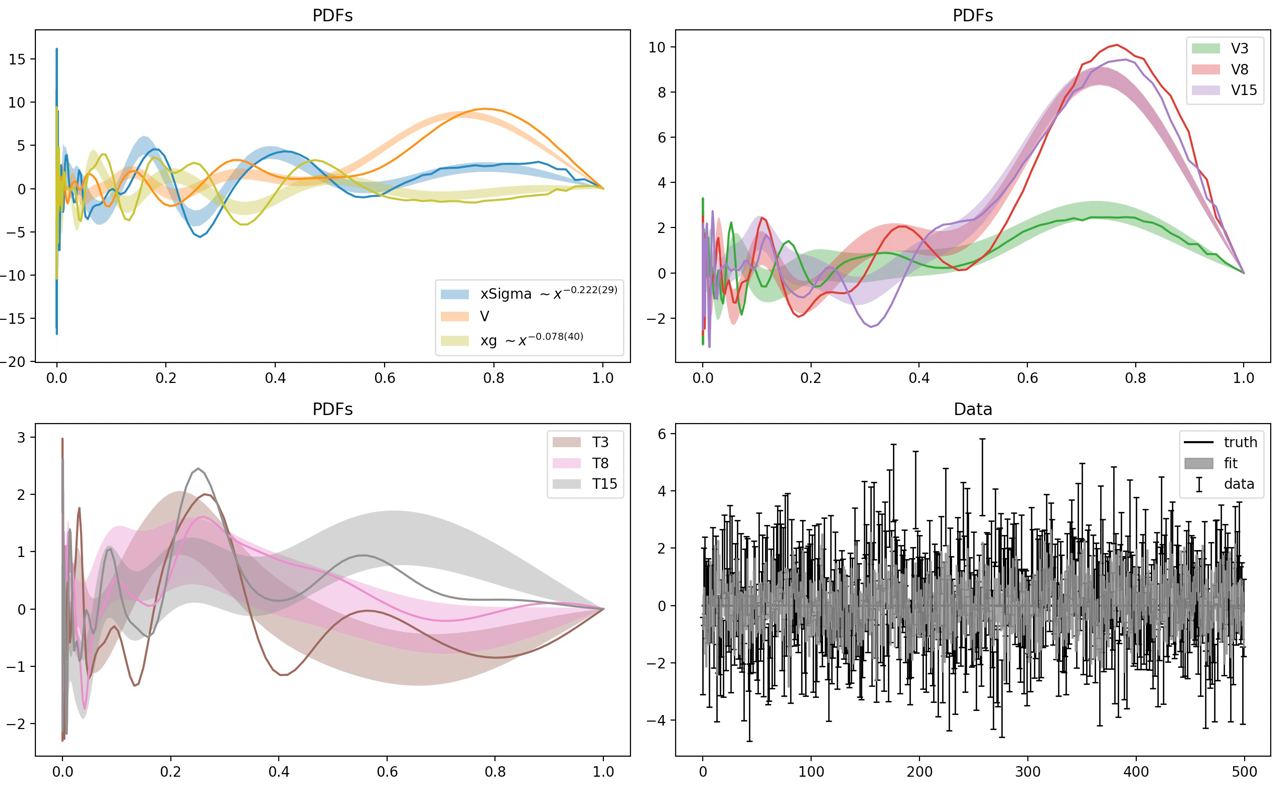 PDFs
15
10
5
0
−5
−10
−15
−20
0.0 0.2 0.4 0.6 0.8 1.0
xSigma ~x^−0.222(29)
V
xg ~x^−0.078(40)
PDFs
10
8
6
4
2
0
−2
0.0 0.2 0.4 0.6 0.8 1.0
V3
V8
V15
PDFs
3
2
1
0
−1
−2
0.0 0.2 0.4 0.6 0.8 1.0
T3
T8
T15
Data
6
4
2
0
−2
−4
0 100 200 300 400 500
truth
fit
data